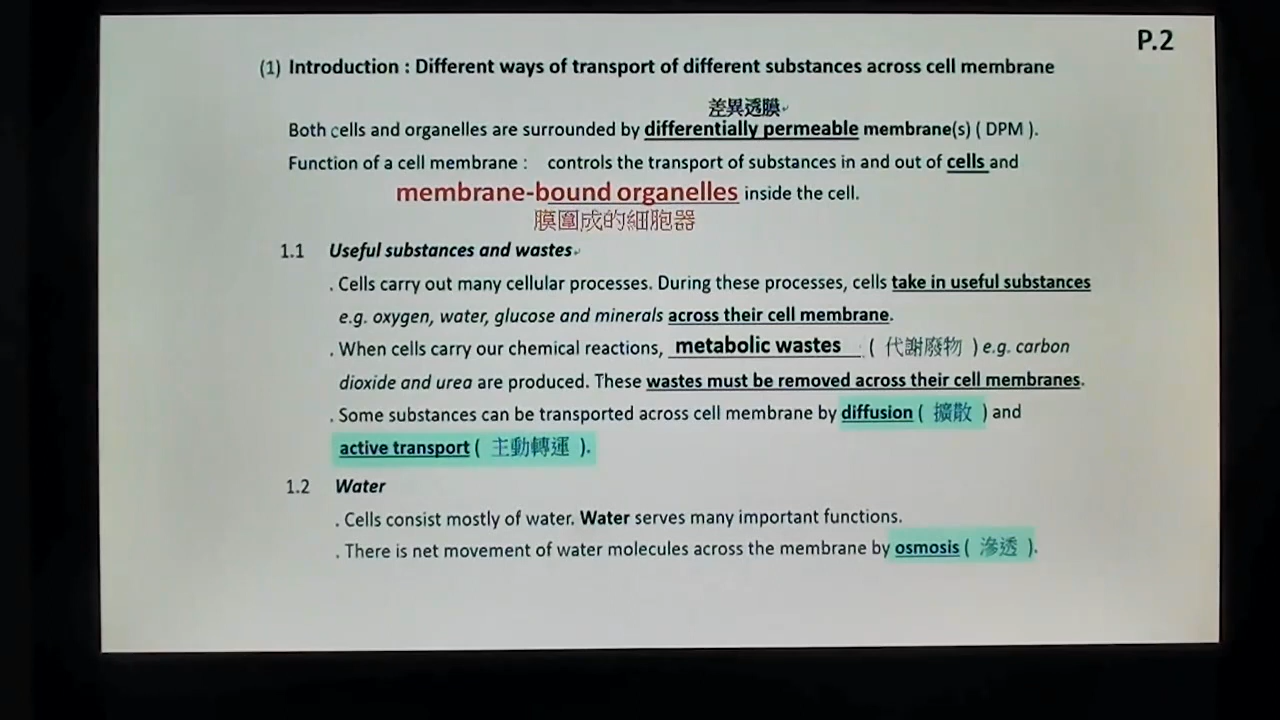 P.2
(1) Introduction : Different ways of transport of different substances across cell membrane
差異透膜
Both cells and organelles are surrounded by differentially permeable membrane(s) ( DPM ).
Function of a cell membrane : controls the transport of substances in and out of cells and
membrane-bound organelles inside the cell.
膜圍成的細胞器
1.1 Useful substances and wastes
. Cells carry out many cellular processes. During these processes, cells take in useful substances
e.g. oxygen, water, glucose and minerals across their cell membrane.
. When cells carry our chemical reactions, metabolic wastes ( 代謝廢物 ) e.g. carbon
dioxide and urea are produced. These wastes must be removed across their cell membranes.
. Some substances can be transported across cell membrane by diffusion ( 擴散 ) and
active transport ( 主動轉運 ).
1.2 Water
. Cells consist mostly of water. Water serves many important functions.
. There is net movement of water molecules across the membrane by osmosis ( 滲透 ).